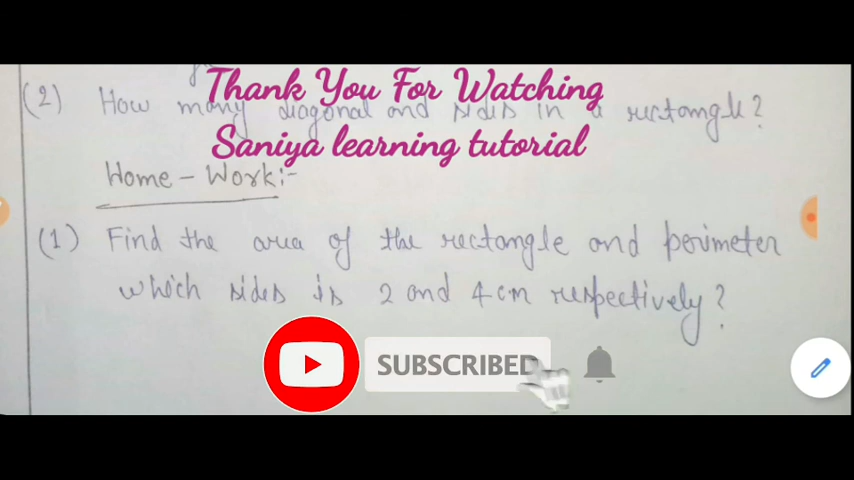 Thank You For Watching
(2) How many diagonal and sides in a rectangle?
Saniya learning tutorial
Home - Work:-
(1) Find the area of the rectangle and perimeter
which sides is 2 and 4 cm respectively?
SUBSCRIBED